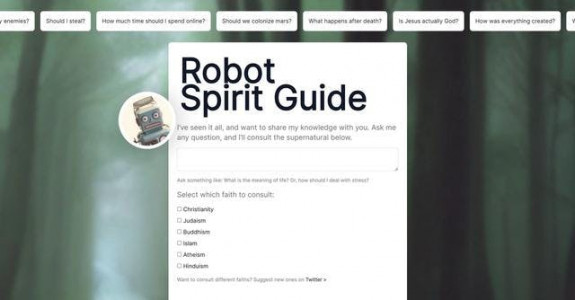 y enemies?
Should I steal?
How much time should I spend online?
Should we colonize mars?
What happens after death?
Is Jesus actually God?
How was everything created?
W
Robot
Spirit Guide
I've seen it all, and want to share my knowledge with you. Ask me
any question, and I'll consult the supernatural below.
Ask something like: What is the meaning of life? Or, how should I deal with stress?
Select which faith to consult:
Christianity
Judaism
Buddhism
Islam
Atheism
Hinduism
Want to consult different faiths? Suggest new ones on Twitter »